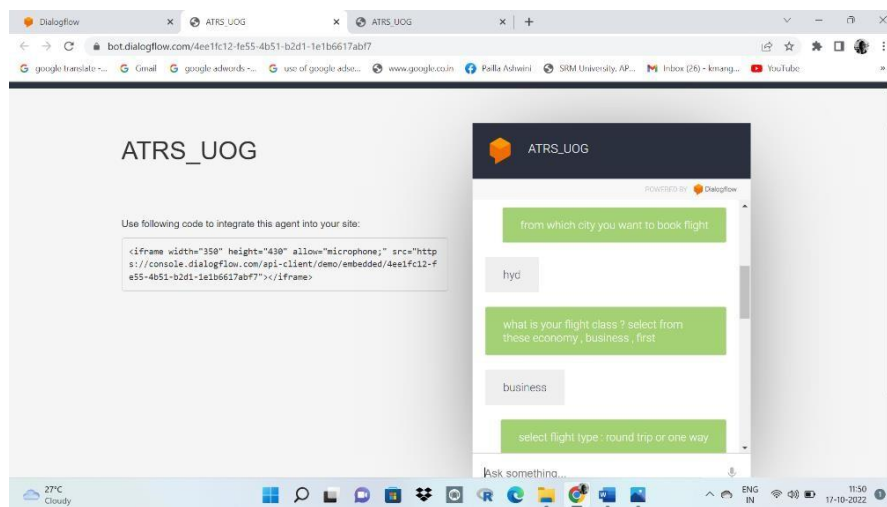 Dialogflow
ATRS_UOG
ATRS_UOG
bot.dialogflow.com/4ee1fc12-fe55-4b51-b2d1-1e1b6617abf7
google translate -... Gmail google adwords -... use of google adse... www.google.co.in Pailla Ashwini SRM University, AP... Inbox (26) - kmang... YouTube
ATRS_UOG
Use following code to integrate this agent into your site:
<iframe width="350" height="430" allow="microphone;" src="http
s://console.dialogflow.com/api-client/demo/embedded/4ee1fc12-f
e55-4b51-b2d1-1e1b6617abf7"></iframe>
ATRS_UOG
POWERED BY Dialogflow
from which city you want to book flight
hyd
what is your flight class ? select from
these economy , business , first
business
select flight type : round trip or one way
Ask something...
27°C
Cloudy
ENG
IN
11:50
17-10-2022